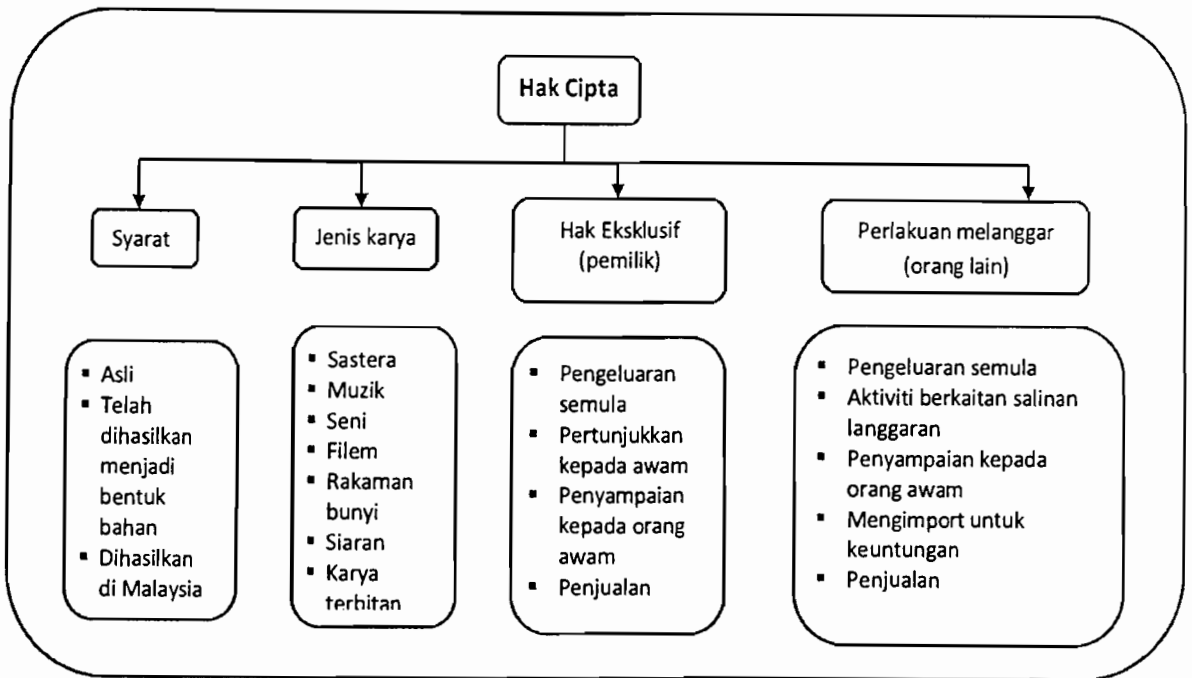 Hak Cipta
Syarat
Jenis karya
Hak Eksklusif
(pemilik)
Perlakuan melanggar
(orang lain)
▪ Asli
▪ Telah
dihasilkan
menjadi
bentuk
bahan
▪ Dihasilkan
di Malaysia
▪ Sastera
▪ Muzik
▪ Seni
▪ Filem
▪ Rakaman
bunyi
▪ Siaran
▪ Karya
terbitan
▪ Pengeluaran
semula
▪ Pertunjukkan
kepada awam
▪ Penyampaian
kepada orang
awam
▪ Penjualan
▪ Pengeluaran semula
▪ Aktiviti berkaitan salinan
langgaran
▪ Penyampaian kepada
orang awam
▪ Mengimport untuk
keuntungan
▪ Penjualan